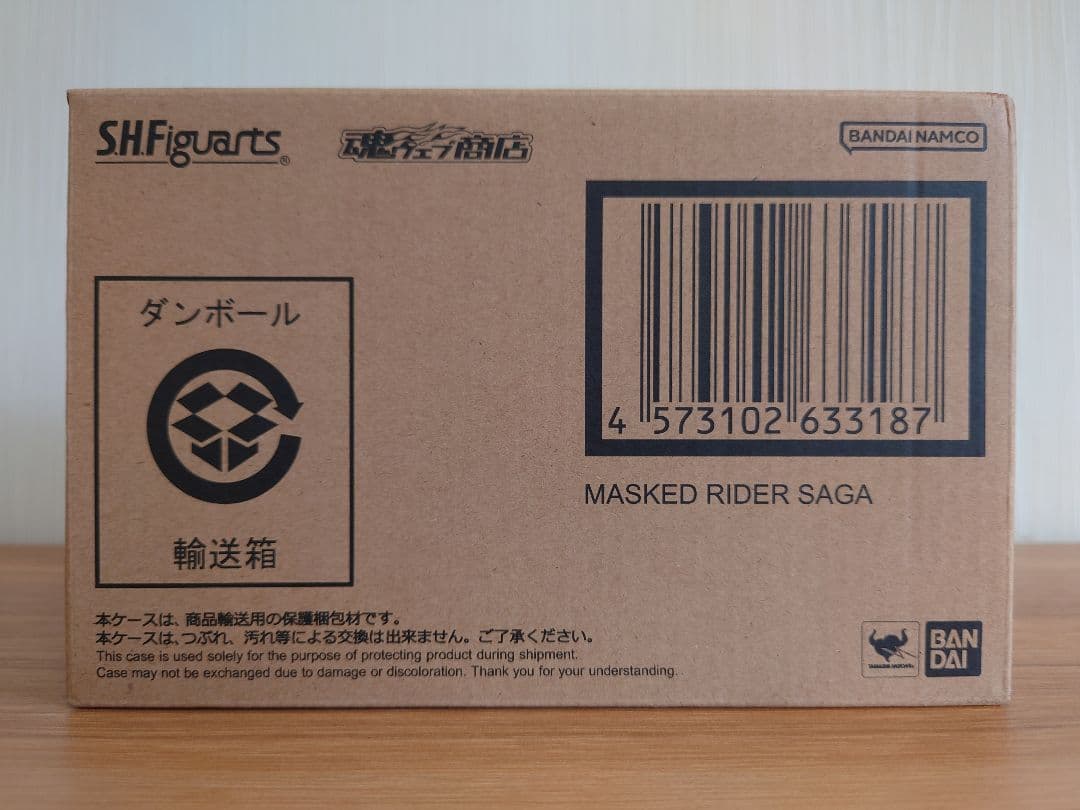 S.H.Figuarts®
魂ウェブ商店
BANDAI NAMCO
4 573102 633187
MASKED RIDER SAGA
ダンボール
輸送箱
本ケースは、商品輸送用の保護梱包材です。
本ケースは、つぶれ、汚れ等による交換は出来ません。ご了承ください。
This case is used solely for the purpose of protecting product during shipment.
Case may not be exchanged due to damage or discoloration. Thank you for your understanding.
TAMASHII NATIONS
BAN
DAI